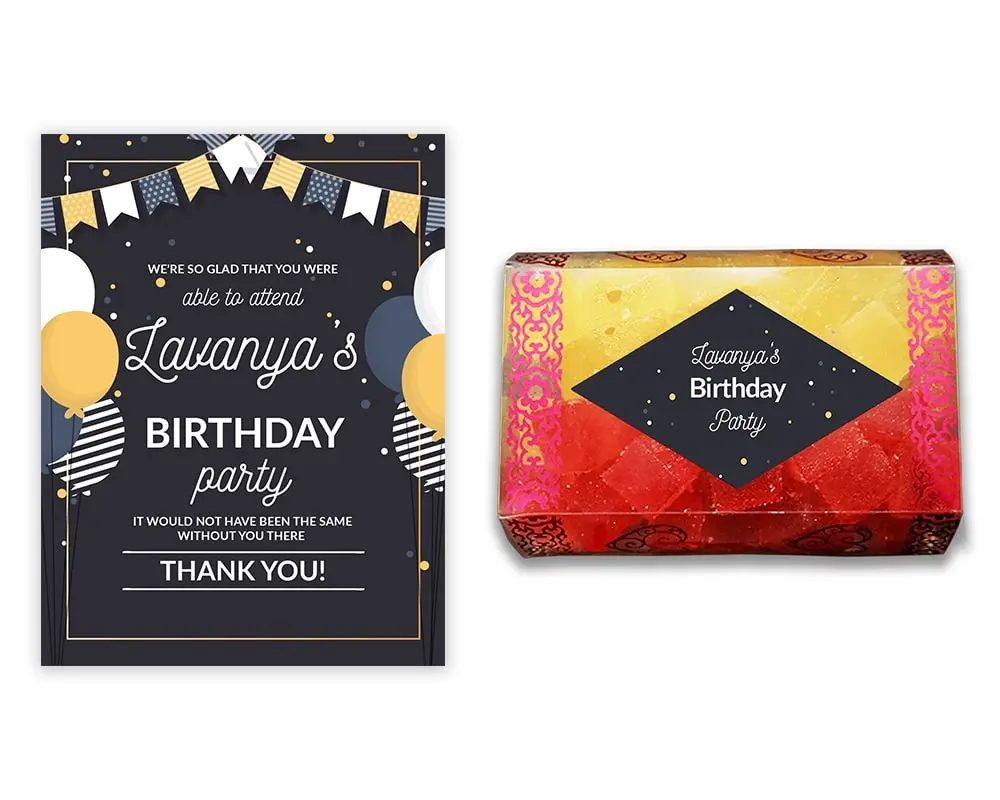 WE'RE SO GLAD THAT YOU WERE
able to attend
Lavanya's
BIRTHDAY
party
IT WOULD NOT HAVE BEEN THE SAME
WITHOUT YOU THERE
THANK YOU!
Lavanya's
Birthday
Party